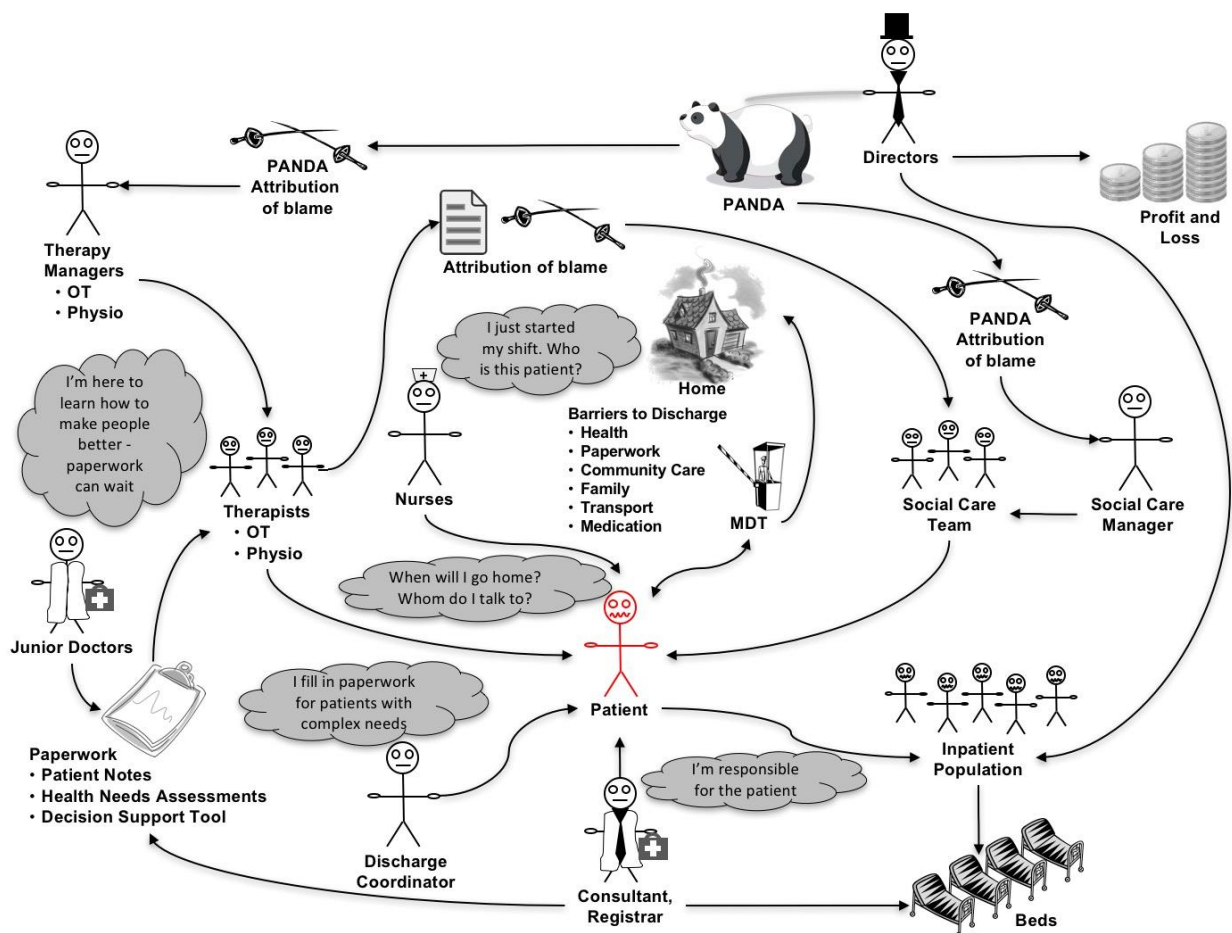 Directors
PANDA
Profit and
Loss
PANDA
Attribution
of blame
Therapy
Managers
• OT
• Physio
Attribution of blame
PANDA
Attribution
of blame
I just started
my shift. Who
is this patient?
Home
I'm here to
learn how to
make people
better -
paperwork
can wait
Nurses
Barriers to Discharge
• Health
• Paperwork
• Community Care
• Family
• Transport
• Medication
MDT
Social Care
Team
Social Care
Manager
Therapists
• OT
• Physio
When will I go home?
Whom do I talk to?
Junior Doctors
I fill in paperwork
for patients with
complex needs
Patient
Inpatient
Population
Paperwork
• Patient Notes
• Health Needs Assessments
• Decision Support Tool
I'm responsible
for the patient
Discharge
Coordinator
Consultant,
Registrar
Beds